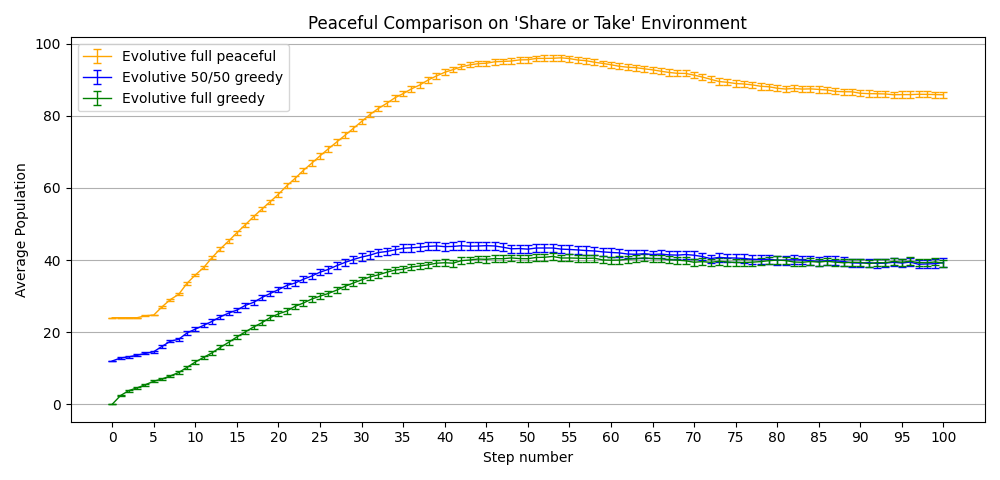 Peaceful Comparison on 'Share or Take' Environment
Evolutive full peaceful
Evolutive 50/50 greedy
Evolutive full greedy
Average Population
100
80
60
40
20
0
0 5 10 15 20 25 30 35 40 45 50 55 60 65 70 75 80 85 90 95 100
Step number